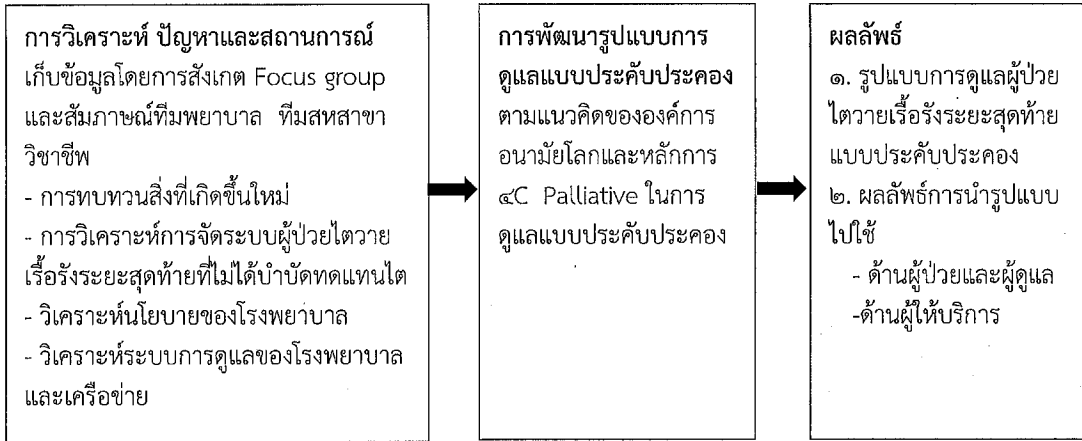 การวิเคราะห์ ปัญหาและสถานการณ์
เก็บข้อมูลโดยการสังเกต Focus group
และสัมภาษณ์ทีมพยาบาล ทีมสหสาขา
วิชาชีพ
- การทบทวนสิ่งที่เกิดขึ้นใหม่
- การวิเคราะห์การจัดระบบผู้ป่วยไตวาย
เรื้อรังระยะสุดท้ายที่ไม่ได้บำบัดทดแทนไต
- วิเคราะห์นโยบายของโรงพยาบาล
- วิเคราะห์ระบบการดูแลของโรงพยาบาล
และเครือข่าย
การพัฒนารูปแบบการ
ดูแลแบบประคับประคอง
ตามแนวคิดขององค์การ
อนามัยโลกและหลักการ
๔C Palliative ในการ
ดูแลแบบประคับประคอง
ผลลัพธ์
๑. รูปแบบการดูแลผู้ป่วย
ไตวายเรื้อรังระยะสุดท้าย
แบบประคับประคอง
๒. ผลลัพธ์การนำรูปแบบ
ไปใช้
- ด้านผู้ป่วยและผู้ดูแล
-ด้านผู้ให้บริการ